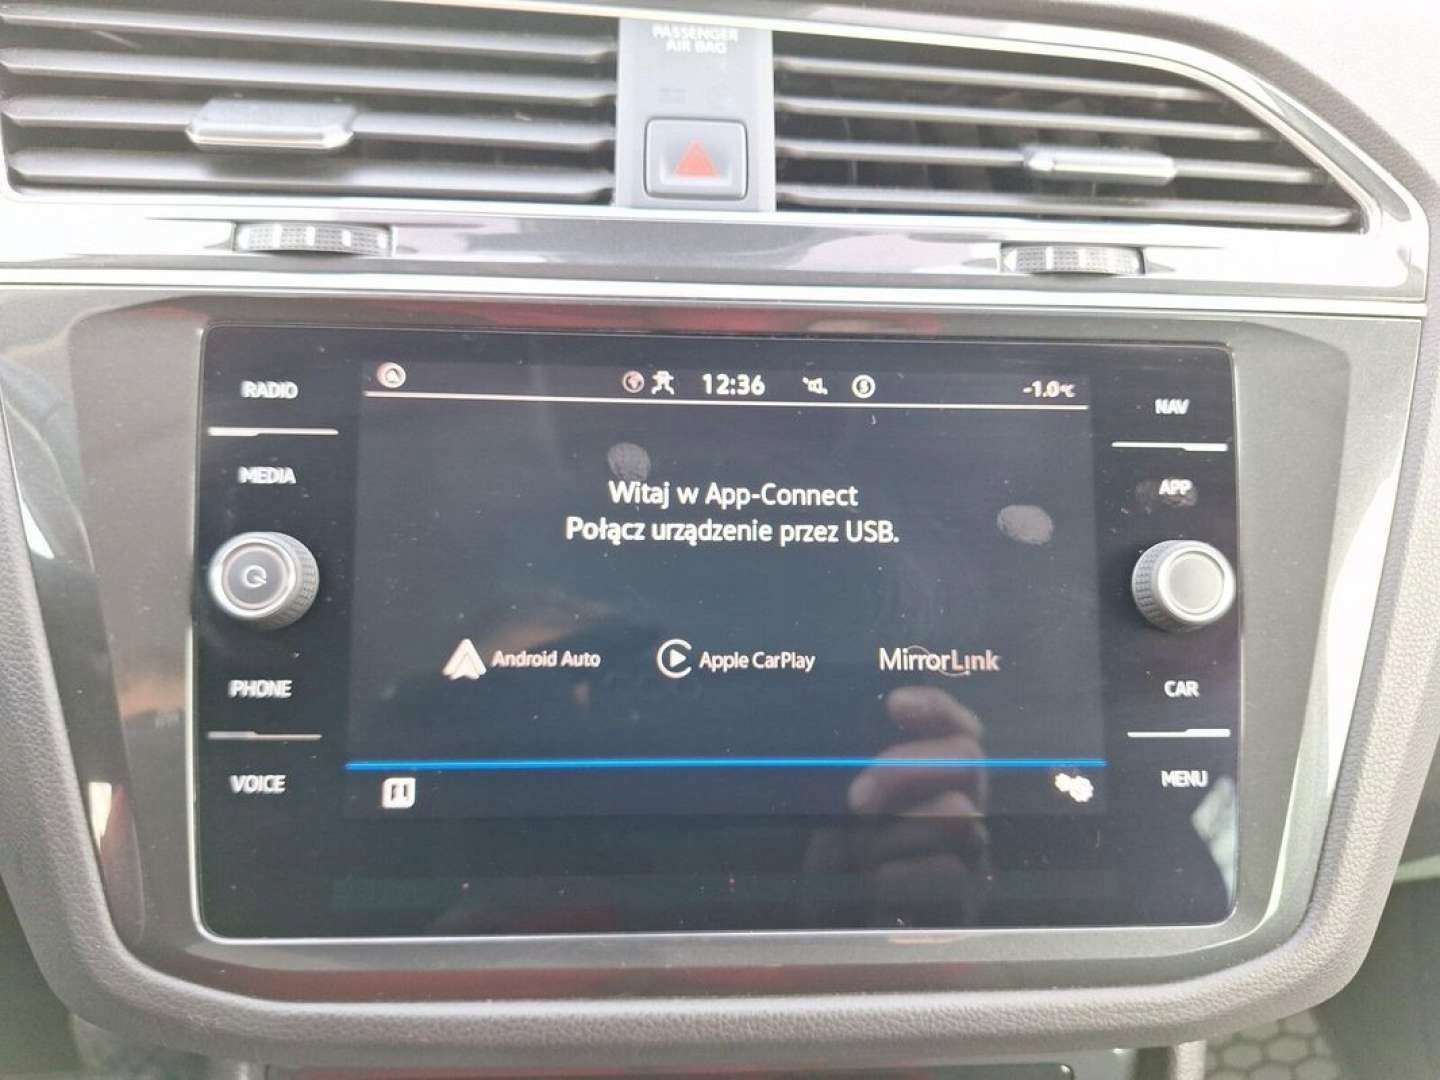 PASSENGER
AIR BAG
RADIO
MEDIA
PHONE
VOICE
12:36
-1.0°C
Witaj w App-Connect
Połącz urządzenie przez USB.
Android Auto
Apple CarPlay
MirrorLink
NAV
APP
CAR
MENU